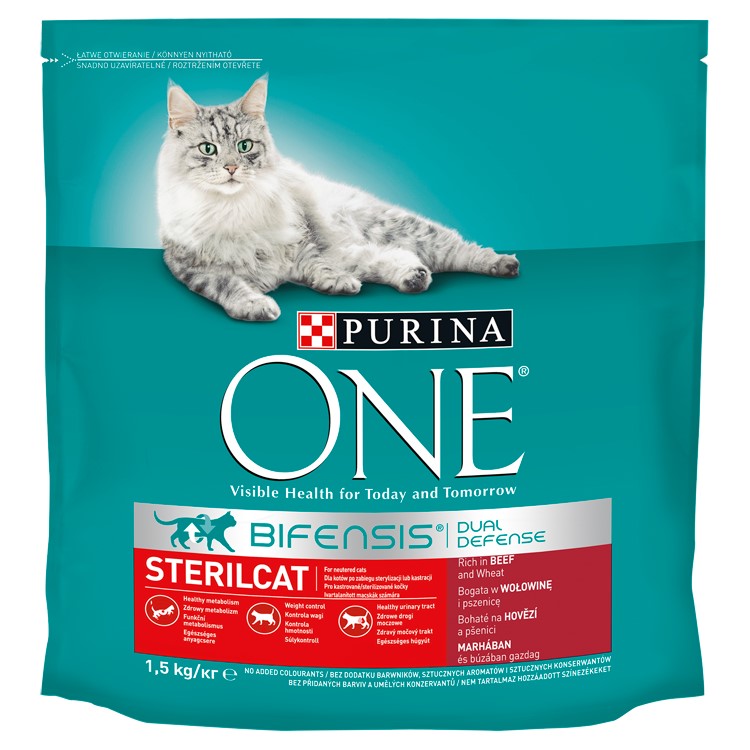 ŁATWE OTWIERANIE / KÖNNYEN NYITHATÓ
SNADNO UZAVÍRATELNÉ / ROZTRŽENÍM OTEVŘETE
PURINA
ONE®
Visible Health for Today and Tomorrow
BIFENSIS® DUAL
DEFENSE
STERILCAT
For neutered cats
Dla kotów po zabiegu sterylizacji lub kastracji
Pro kastrované/sterilizované kočky
Ivartalanított macskák számára
Healthy metabolism
Zdrowy metabolizm
Funkční
metabolismus
Egészséges
anyagcsere
Weight control
Kontrola wagi
Kontrola
hmotnosti
Súlykontroll
Healthy urinary tract
Zdrowe drogi
moczowe
Zdravý močový trakt
Egészséges húgyút
Rich in BEEF
and Wheat
Bogata w WOŁOWINĘ
i pszenicę
Bohaté na HOVĚZÍ
a pšenici
MARHÁBAN
és búzában gazdag
1,5 kg/кг ℮
NO ADDED COLOURANTS / BEZ DODATKU BARWNIKÓW, SZTUCZNYCH AROMATÓW I SZTUCZNYCH KONSERWANTÓW
BEZ PŘIDANÝCH BARVIV A UMĚLÝCH KONZERVANTŮ / NEM TARTALMAZ HOZZÁADOTT SZÍNEZÉKEKET